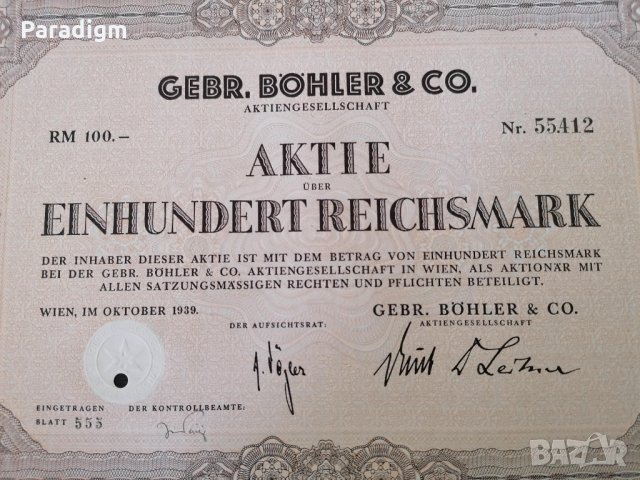 Paradigm
GEBR. BÖHLER & CO.
AKTIENGESELLSCHAFT
RM 100.— Nr. 55412
AKTIE
ÜBER
EINHUNDERT REICHSMARK
DER INHABER DIESER AKTIE IST MIT DEM BETRAG VON EINHUNDERT REICHSMARK
BEI DER GEBR. BÖHLER & CO. AKTIENGESELLSCHAFT IN WIEN, ALS AKTIONÄR MIT
ALLEN SATZUNGSMÄSSIGEN RECHTEN UND PFLICHTEN BETEILIGT.
WIEN, IM OKTOBER 1939. GEBR. BÖHLER & CO.
DER AUFSICHTSRAT: AKTIENGESELLSCHAFT
EINGETRAGEN DER KONTROLLBEAMTE:
BLATT 555
BAZAR